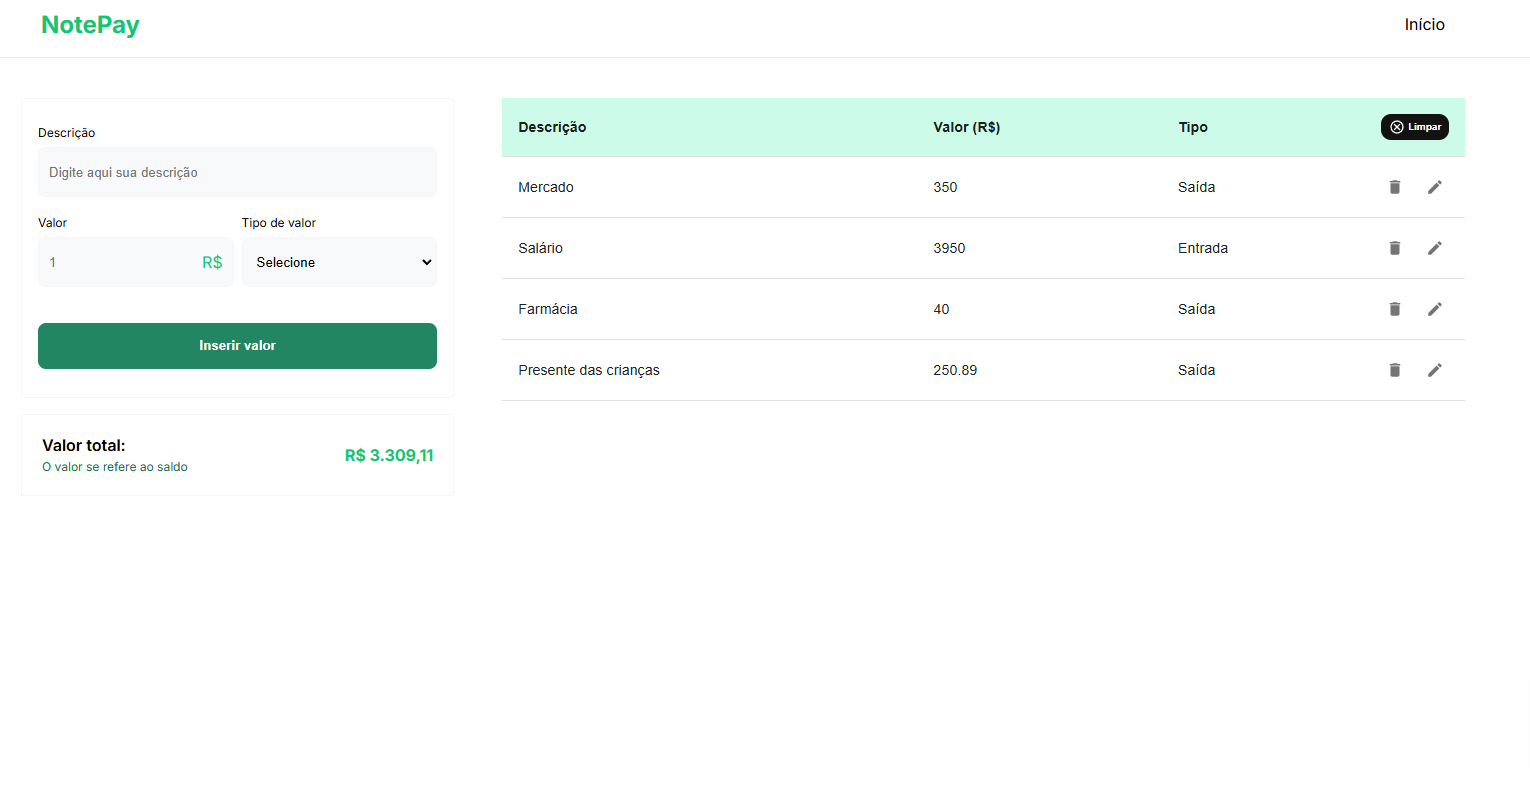 NotePay
Início
Descrição
Digite aqui sua descrição
Valor
Tipo de valor
1
R$
Selecione
Inserir valor
Valor total:
O valor se refere ao saldo
R$ 3.309,11
Descrição Valor (R$) Tipo Limpar
Mercado 350 Saída
Salário 3950 Entrada
Farmácia 40 Saída
Presente das crianças 250.89 Saída